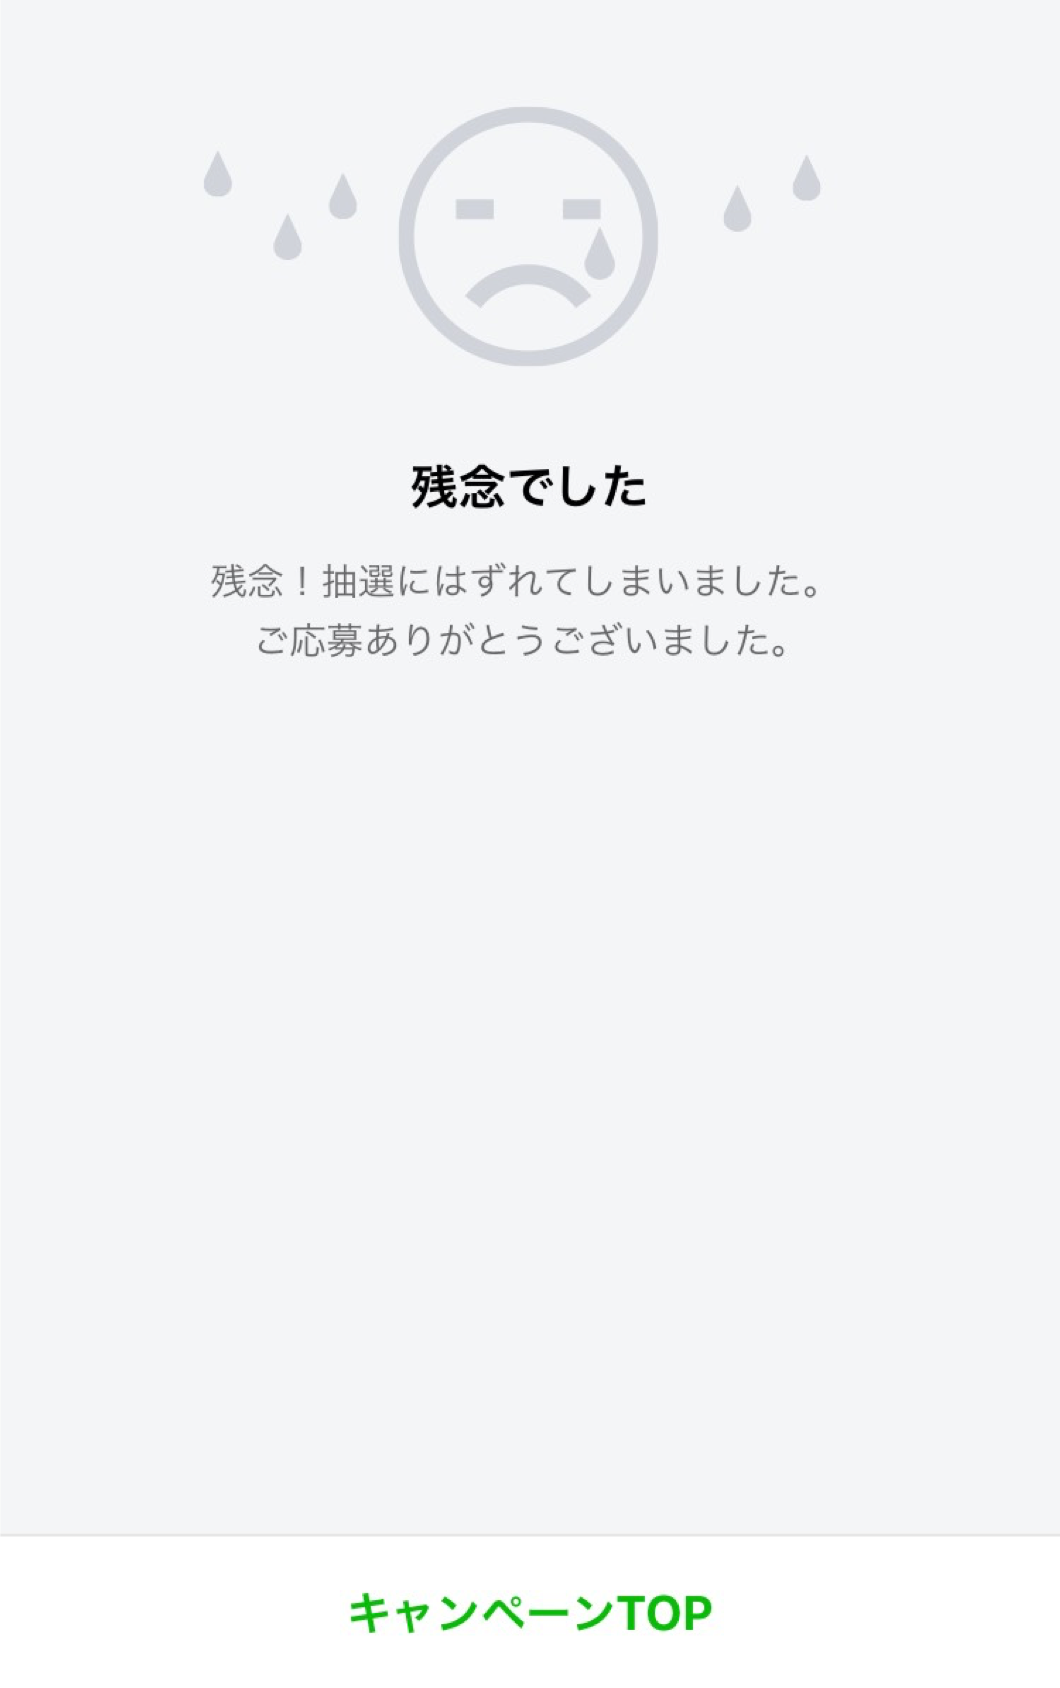 残念でした
残念！抽選にはずれてしまいました。
ご応募ありがとうございました。
キャンペーンTOP